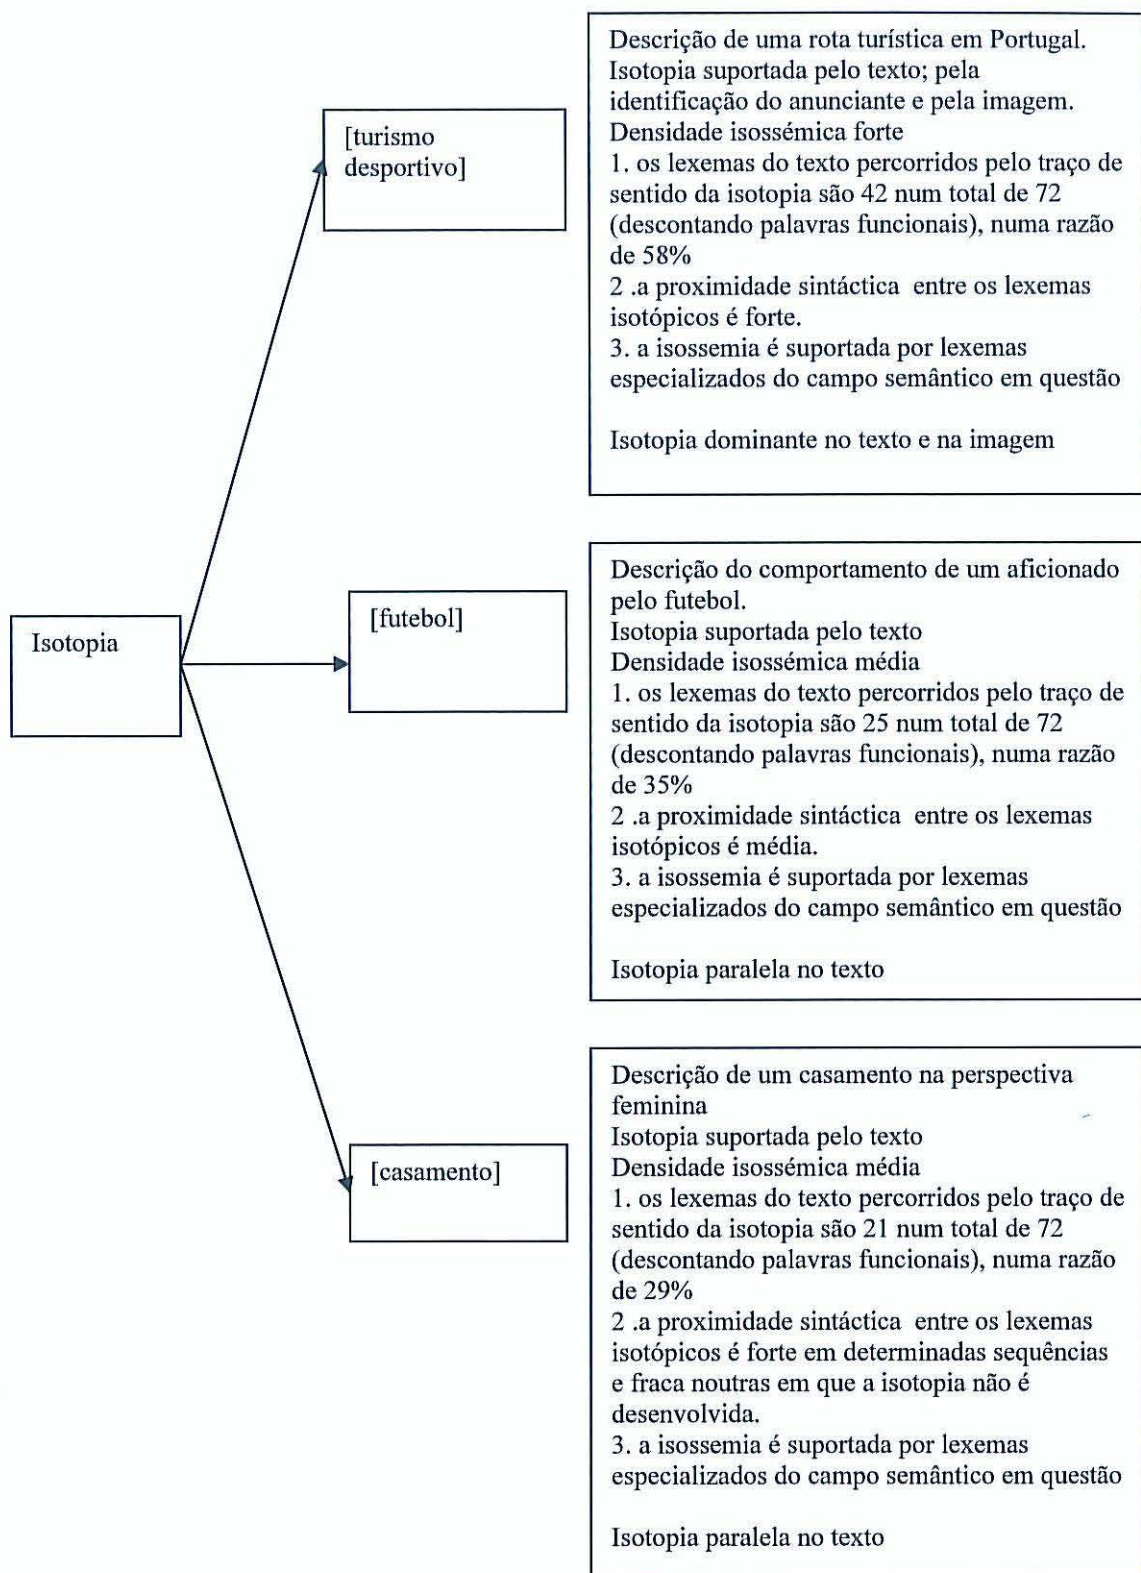 Isotopia
[turismo
desportivo]
Descrição de uma rota turística em Portugal.
Isotopia suportada pelo texto; pela
identificação do anunciante e pela imagem.
Densidade isossémica forte
1. os lexemas do texto percorridos pelo traço de
sentido da isotopia são 42 num total de 72
(descontando palavras funcionais), numa razão
de 58%
2 .a proximidade sintáctica  entre os lexemas
isotópicos é forte.
3. a isossemia é suportada por lexemas
especializados do campo semântico em questão
Isotopia dominante no texto e na imagem
[futebol]
Descrição do comportamento de um aficionado
pelo futebol.
Isotopia suportada pelo texto
Densidade isossémica média
1. os lexemas do texto percorridos pelo traço de
sentido da isotopia são 25 num total de 72
(descontando palavras funcionais), numa razão
de 35%
2 .a proximidade sintáctica  entre os lexemas
isotópicos é média.
3. a isossemia é suportada por lexemas
especializados do campo semântico em questão
Isotopia paralela no texto
[casamento]
Descrição de um casamento na perspectiva
feminina
Isotopia suportada pelo texto
Densidade isossémica média
1. os lexemas do texto percorridos pelo traço de
sentido da isotopia são 21 num total de 72
(descontando palavras funcionais), numa razão
de 29%
2 .a proximidade sintáctica  entre os lexemas
isotópicos é forte em determinadas sequências
e fraca noutras em que a isotopia não é
desenvolvida.
3. a isossemia é suportada por lexemas
especializados do campo semântico em questão
Isotopia paralela no texto